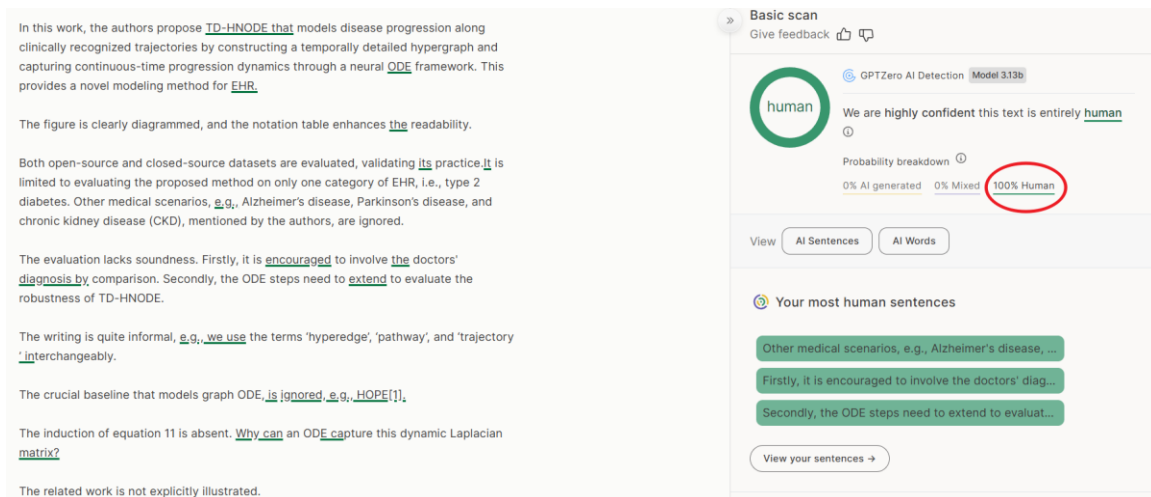 In this work, the authors propose TD-HNODE that models disease progression along
clinically recognized trajectories by constructing a temporally detailed hypergraph and
capturing continuous-time progression dynamics through a neural ODE framework. This
provides a novel modeling method for EHR.
The figure is clearly diagrammed, and the notation table enhances the readability.
Both open-source and closed-source datasets are evaluated, validating its practice.It is
limited to evaluating the proposed method on only one category of EHR, i.e., type 2
diabetes. Other medical scenarios, e.g., Alzheimer's disease, Parkinson's disease, and
chronic kidney disease (CKD), mentioned by the authors, are ignored.
The evaluation lacks soundness. Firstly, it is encouraged to involve the doctors'
diagnosis by comparison. Secondly, the ODE steps need to extend to evaluate the
robustness of TD-HNODE.
The writing is quite informal, e.g., we use the terms 'hyperedge', 'pathway', and 'trajectory
' interchangeably.
The crucial baseline that models graph ODE, is ignored, e.g., HOPE[1].
The induction of equation 11 is absent. Why can an ODE capture this dynamic Laplacian
matrix?
The related work is not explicitly illustrated.
»
Basic scan
Give feedback
human
GPTZero AI Detection Model 3.13b
We are highly confident this text is entirely human
Probability breakdown
0% AI generated 0% Mixed 100% Human
View AI Sentences AI Words
Your most human sentences
Other medical scenarios, e.g., Alzheimer's disease, ...
Firstly, it is encouraged to involve the doctors' diag...
Secondly, the ODE steps need to extend to evaluat...
View your sentences →